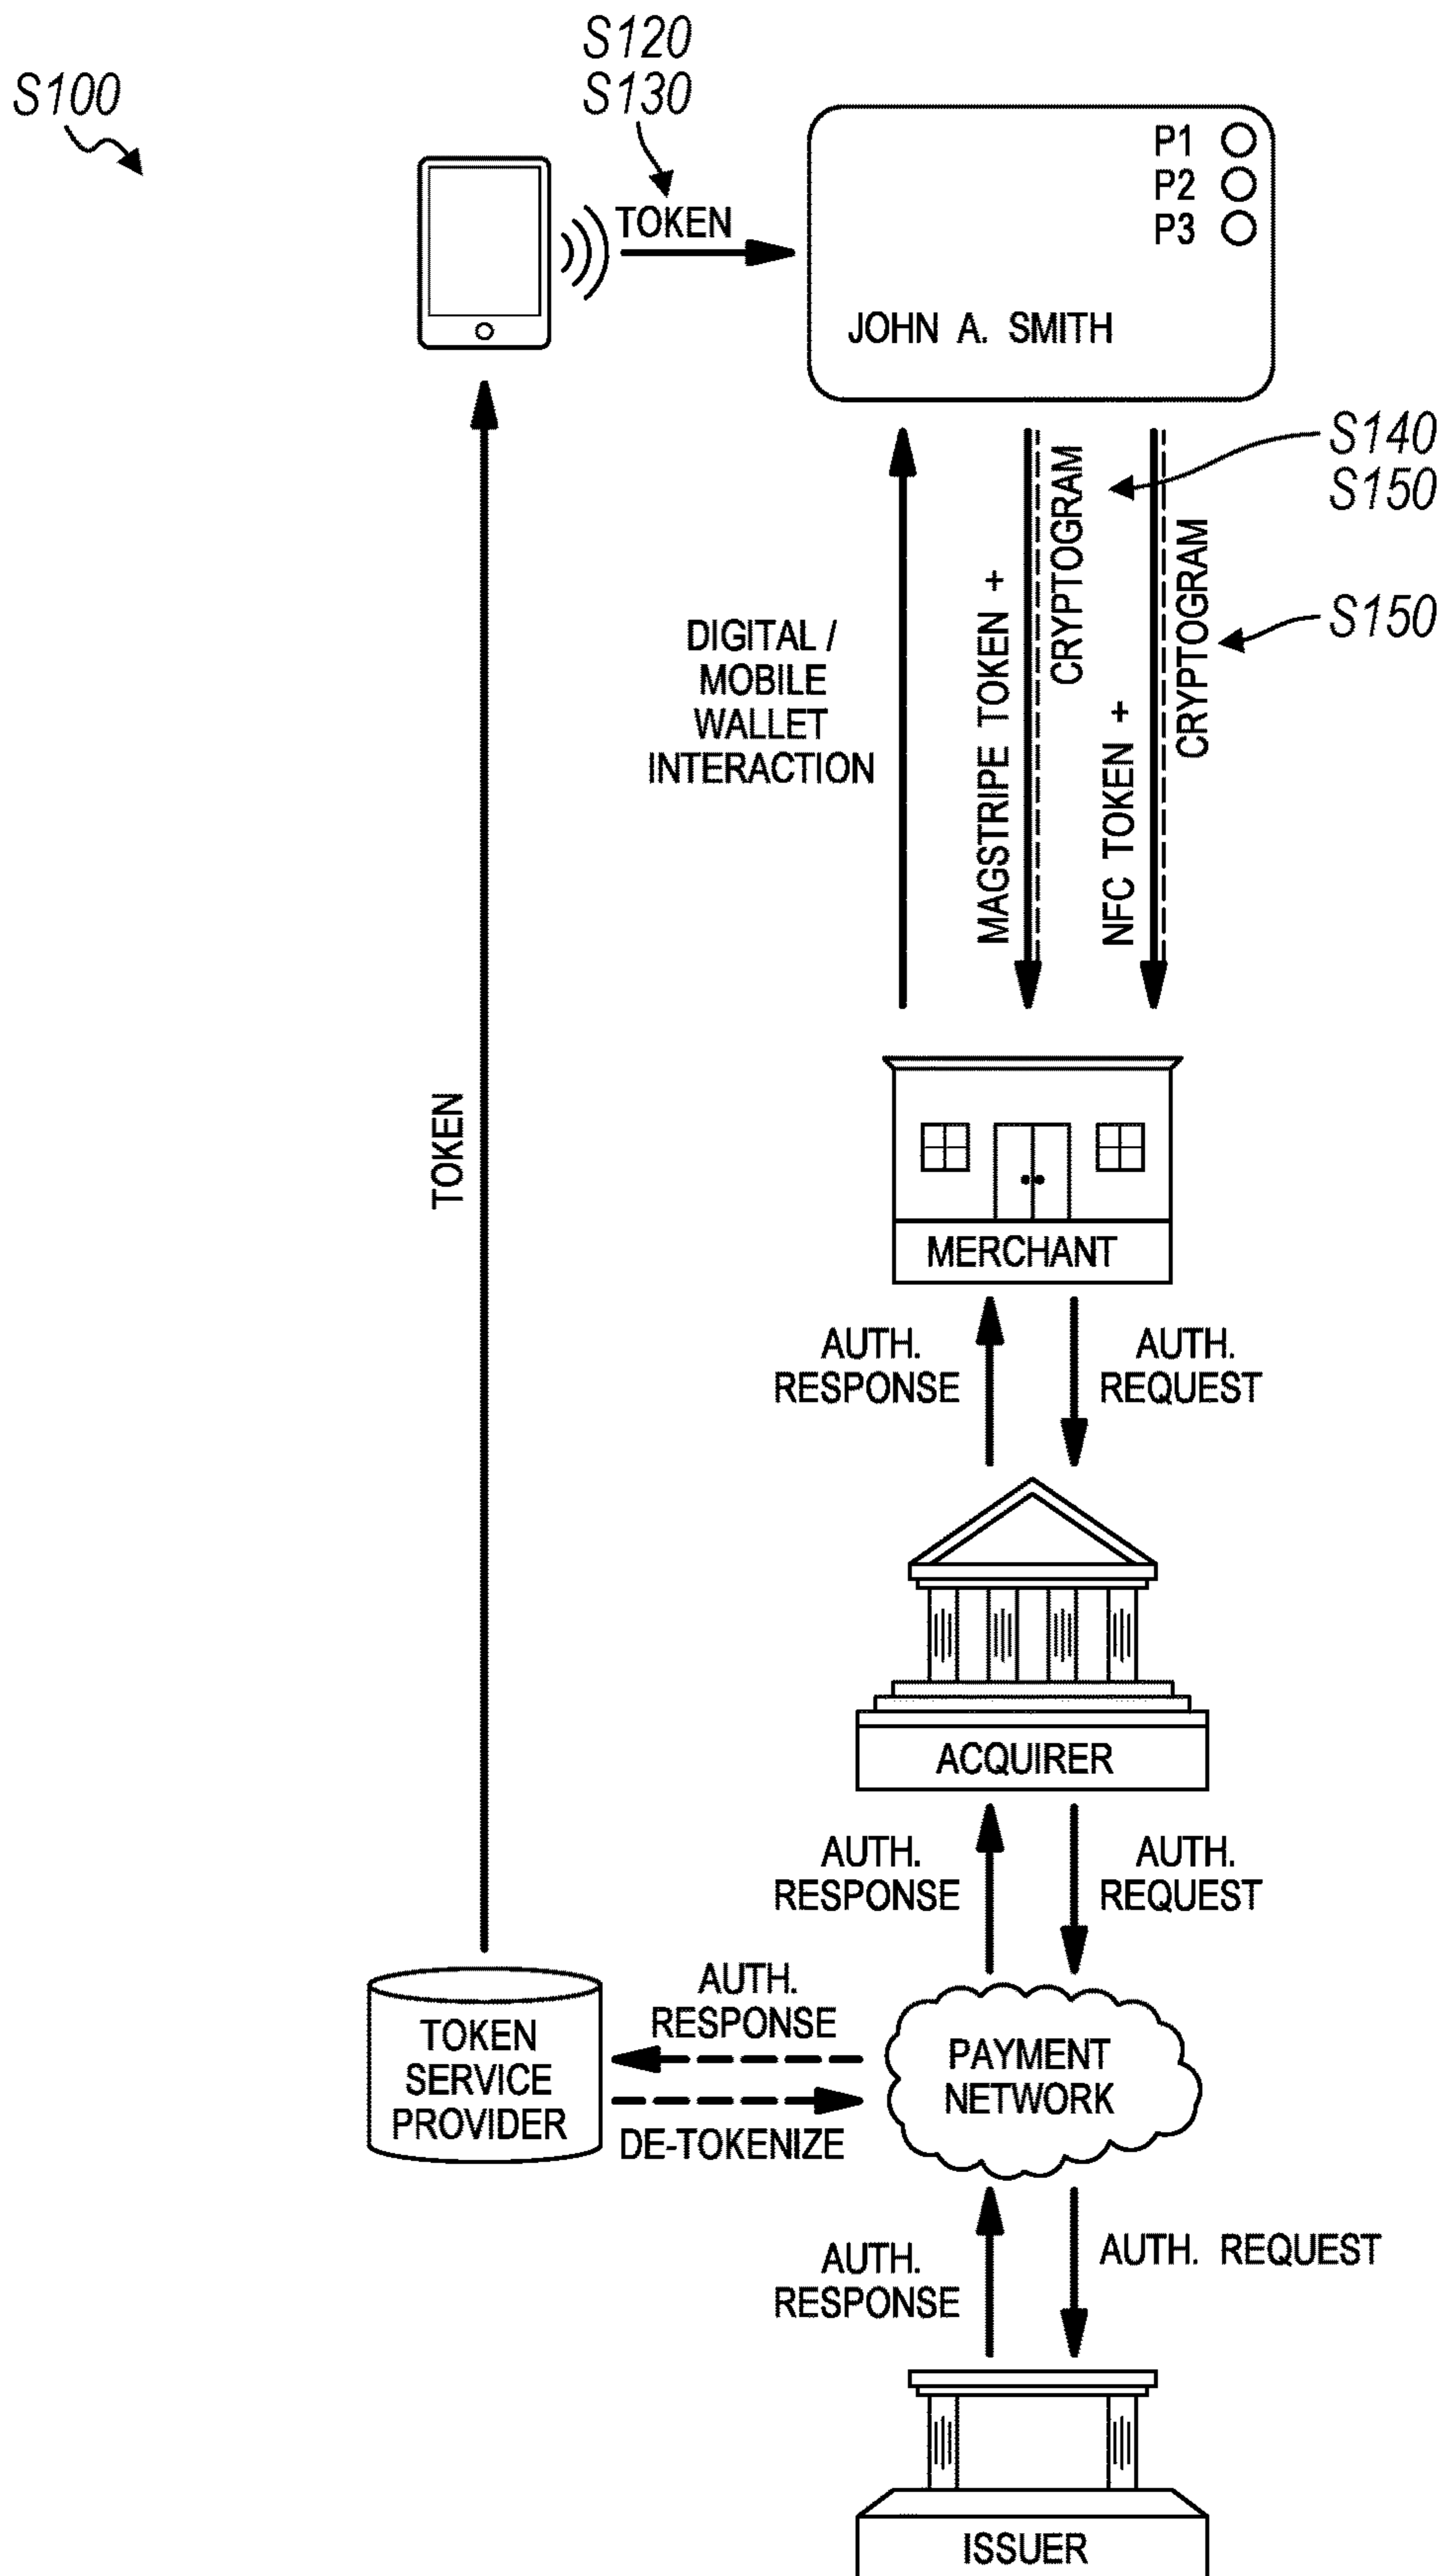 S100
S120
S130
TOKEN
P1
P2
P3
JOHN A. SMITH
S140
S150
S150
DIGITAL /
MOBILE
WALLET
INTERACTION
MAGSTRIPE TOKEN +
CRYPTOGRAM
NFC TOKEN +
CRYPTOGRAM
TOKEN
MERCHANT
AUTH.
RESPONSE
AUTH.
REQUEST
ACQUIRER
AUTH.
RESPONSE
AUTH.
REQUEST
TOKEN
SERVICE
PROVIDER
AUTH.
RESPONSE
DE-TOKENIZE
PAYMENT
NETWORK
AUTH.
RESPONSE
AUTH. REQUEST
ISSUER